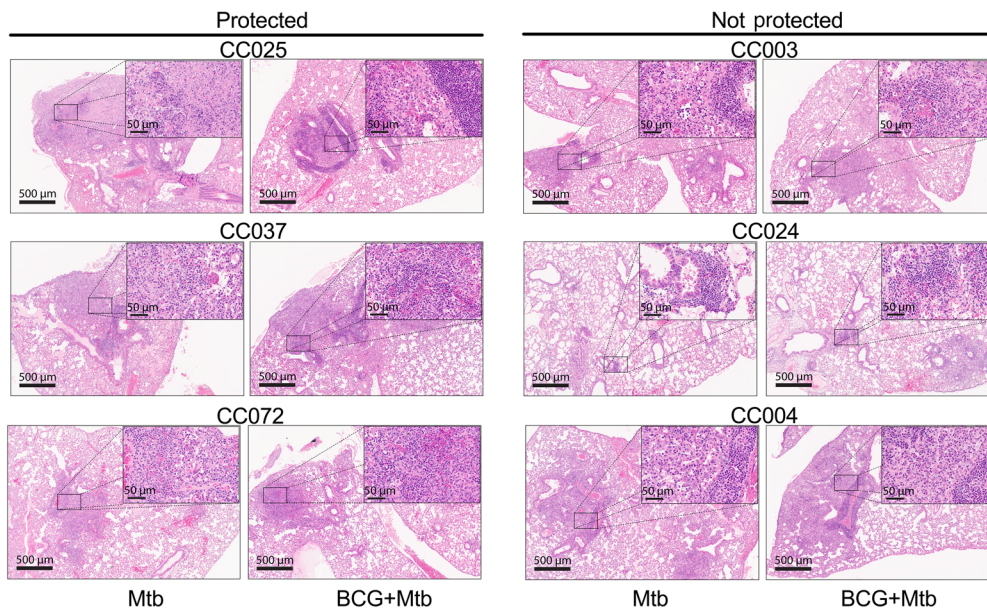 Protected
Not protected
CC025
CC003
50 µm
50 µm
50 µm
50 µm
500 µm
500 µm
500 µm
500 µm
CC037
CC024
50 µm
50 µm
50 µm
50 µm
500 µm
500 µm
500 µm
500 µm
CC072
CC004
50 µm
50 µm
50 µm
50 µm
500 µm
500 µm
500 µm
500 µm
Mtb
BCG+Mtb
Mtb
BCG+Mtb